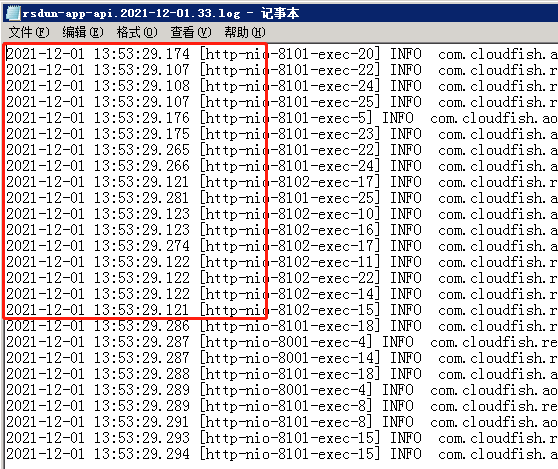 rsdun-app-api.2021-12-01.33.log - 记事本
文件(F) 编辑(E) 格式(O) 查看(V) 帮助(H)
2021-12-01 13:53:29.174 [http-nio-8101-exec-20] INFO  com.cloudfish.a
2021-12-01 13:53:29.107 [http-nio-8101-exec-22] INFO  com.cloudfish.r
2021-12-01 13:53:29.108 [http-nio-8101-exec-24] INFO  com.cloudfish.r
2021-12-01 13:53:29.107 [http-nio-8101-exec-25] INFO  com.cloudfish.r
2021-12-01 13:53:29.176 [http-nio-8101-exec-5] INFO  com.cloudfish.ao
2021-12-01 13:53:29.175 [http-nio-8101-exec-23] INFO  com.cloudfish.a
2021-12-01 13:53:29.265 [http-nio-8101-exec-22] INFO  com.cloudfish.a
2021-12-01 13:53:29.266 [http-nio-8101-exec-24] INFO  com.cloudfish.a
2021-12-01 13:53:29.121 [http-nio-8102-exec-17] INFO  com.cloudfish.r
2021-12-01 13:53:29.281 [http-nio-8101-exec-25] INFO  com.cloudfish.a
2021-12-01 13:53:29.123 [http-nio-8102-exec-10] INFO  com.cloudfish.r
2021-12-01 13:53:29.123 [http-nio-8102-exec-16] INFO  com.cloudfish.r
2021-12-01 13:53:29.274 [http-nio-8102-exec-17] INFO  com.cloudfish.a
2021-12-01 13:53:29.122 [http-nio-8102-exec-11] INFO  com.cloudfish.r
2021-12-01 13:53:29.122 [http-nio-8102-exec-22] INFO  com.cloudfish.r
2021-12-01 13:53:29.122 [http-nio-8102-exec-14] INFO  com.cloudfish.r
2021-12-01 13:53:29.121 [http-nio-8102-exec-15] INFO  com.cloudfish.r
2021-12-01 13:53:29.286 [http-nio-8101-exec-18] INFO  com.cloudfish.r
2021-12-01 13:53:29.287 [http-nio-8001-exec-4] INFO  com.cloudfish.re
2021-12-01 13:53:29.287 [http-nio-8101-exec-14] INFO  com.cloudfish.r
2021-12-01 13:53:29.288 [http-nio-8101-exec-18] INFO  com.cloudfish.a
2021-12-01 13:53:29.289 [http-nio-8001-exec-4] INFO  com.cloudfish.ao
2021-12-01 13:53:29.289 [http-nio-8101-exec-8] INFO  com.cloudfish.re
2021-12-01 13:53:29.291 [http-nio-8101-exec-8] INFO  com.cloudfish.ao
2021-12-01 13:53:29.293 [http-nio-8101-exec-15] INFO  com.cloudfish.r
2021-12-01 13:53:29.294 [http-nio-8101-exec-15] INFO  com.cloudfish.a